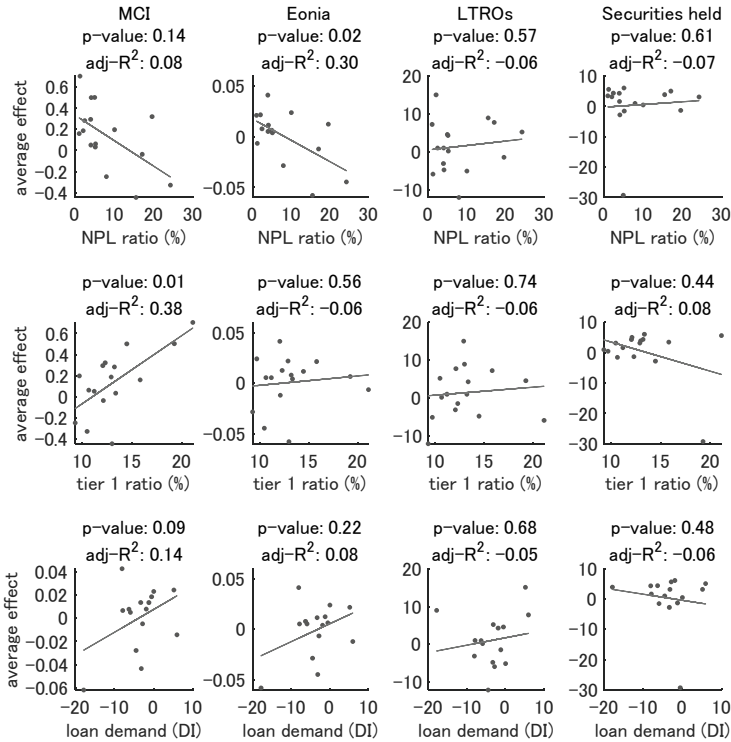 MCI Eonia LTROs Securities held
p-value: 0.14 p-value: 0.02 p-value: 0.57 p-value: 0.61
adj-R²: 0.08 adj-R²: 0.30 adj-R²: -0.06 adj-R²: -0.07
average effect
0.6
0.4
0.2
0
-0.2
-0.4
0 10 20 30
NPL ratio (%)
0.05
0
-0.05
0 10 20 30
NPL ratio (%)
20
10
0
-10
0 10 20 30
NPL ratio (%)
10
0
-10
-20
-30
0 10 20 30
NPL ratio (%)
p-value: 0.01 p-value: 0.56 p-value: 0.74 p-value: 0.44
adj-R²: 0.38 adj-R²: -0.06 adj-R²: -0.06 adj-R²: 0.08
average effect
0.6
0.4
0.2
0
-0.2
-0.4
10 15 20
tier 1 ratio (%)
0.05
0
-0.05
10 15 20
tier 1 ratio (%)
20
10
0
-10
10 15 20
tier 1 ratio (%)
10
0
-10
-20
-30
10 15 20
tier 1 ratio (%)
p-value: 0.09 p-value: 0.22 p-value: 0.68 p-value: 0.48
adj-R²: 0.14 adj-R²: 0.08 adj-R²: -0.05 adj-R²: -0.06
average effect
0.04
0.02
0
-0.02
-0.04
-0.06
-20 -10 0 10
loan demand (DI)
0.05
0
-0.05
-20 -10 0 10
loan demand (DI)
20
10
0
-10
-20 -10 0 10
loan demand (DI)
10
0
-10
-20
-30
-20 -10 0 10
loan demand (DI)